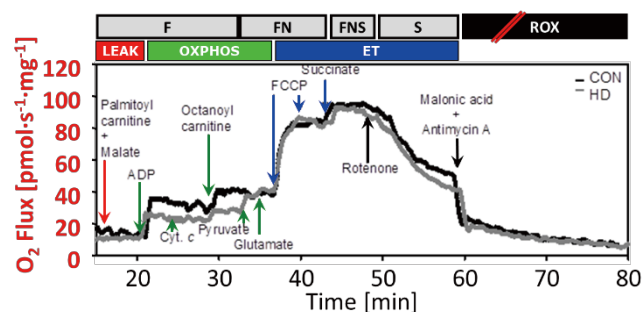 F FN FNS S ROX
LEAK OXPHOS ET
O2 Flux [pmol·s-1·mg-1]
120
100
80
60
40
20
0
Palmitoyl
carnitine
+
Malate
ADP
Octanoyl
carnitine
Cyt. c
Pyruvate
Glutamate
FCCP
Succinate
Rotenone
Malonic acid
+
Antimycin A
CON
HD
20 30 40 50 60 70 80
Time [min]